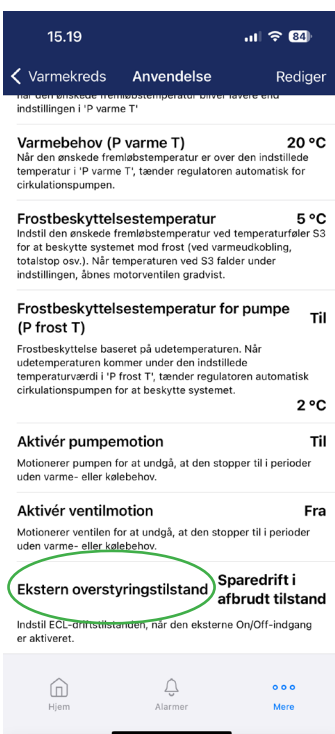 15.19
84
Varmekreds Anvendelse Rediger
indstillingen i 'P varme T'
Varmebehov (P varme T) 20 °C
Når den ønskede fremløbstemperatur er over den indstillede
temperatur i 'P varme T', tænder regulatoren automatisk for
cirkulationspumpen.
Frostbeskyttelsestemperatur 5 °C
Indstil den ønskede fremløbstemperatur ved temperaturføler S3
for at beskytte systemet mod frost (ved varmeudkobling,
totalstop osv.). Når temperaturen ved S3 falder under
indstillingen, åbnes motorventilen gradvist.
Frostbeskyttelsestemperatur for pumpe
(P frost T) Til
Frostbeskyttelse baseret på udetemperaturen. Når
udetemperaturen kommer under den indstillede
temperaturværdi i 'P frost T', tænder regulatoren automatisk
cirkulationspumpen for at beskytte systemet.
2 °C
Aktivér pumpemotion Til
Motionerer pumpen for at undgå, at den stopper til i perioder
uden varme- eller kølebehov.
Aktivér ventilmotion Fra
Motionerer ventilen for at undgå, at den stopper til i perioder
uden varme- eller kølebehov.
Ekstern overstyringstilstand Sparedrift i
afbrudt tilstand
Indstil ECL-driftstilstanden, når den eksterne On/Off-indgang
er aktiveret.
Hjem Alarmer Mere